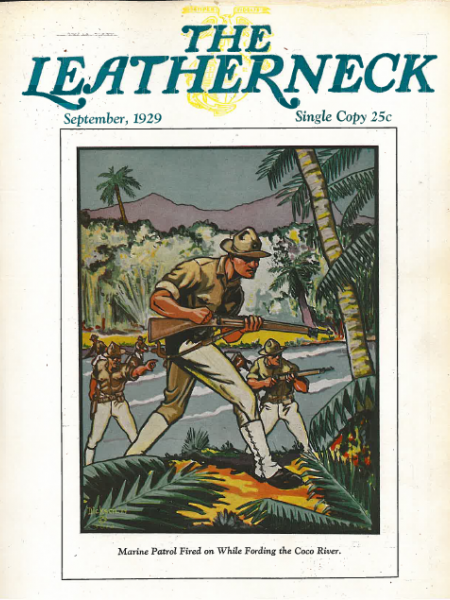 THE
LEATHERNECK
September, 1929
Single Copy 25c
Marine Patrol Fired on While Fording the Coco River.